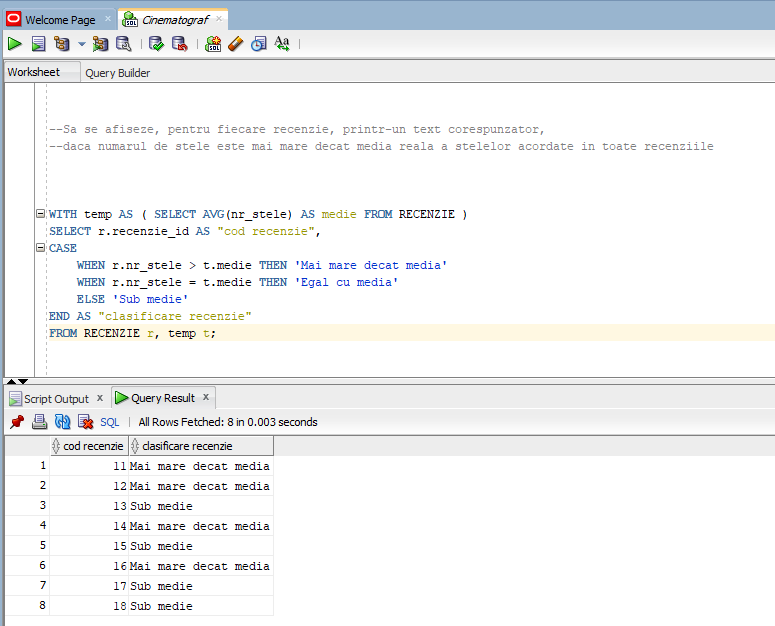 Welcome Page
Cinematograf
Worksheet
Query Builder
--Sa se afiseze, pentru fiecare recenzie, printr-un text corespunzator,
--daca numarul de stele este mai mare decat media reala a stelelor acordate in toate recenziile
WITH temp AS ( SELECT AVG(nr_stele) AS medie FROM RECENZIE )
SELECT r.recenzie_id AS "cod recenzie",
CASE
WHEN r.nr_stele > t.medie THEN 'Mai mare decat media'
WHEN r.nr_stele = t.medie THEN 'Egal cu media'
ELSE 'Sub medie'
END AS "clasificare recenzie"
FROM RECENZIE r, temp t;
Script Output x
Query Result x
SQL | All Rows Fetched: 8 in 0.003 seconds
cod recenzie clasificare recenzie
1 11 Mai mare decat media
2 12 Mai mare decat media
3 13 Sub medie
4 14 Mai mare decat media
5 15 Sub medie
6 16 Mai mare decat media
7 17 Sub medie
8 18 Sub medie